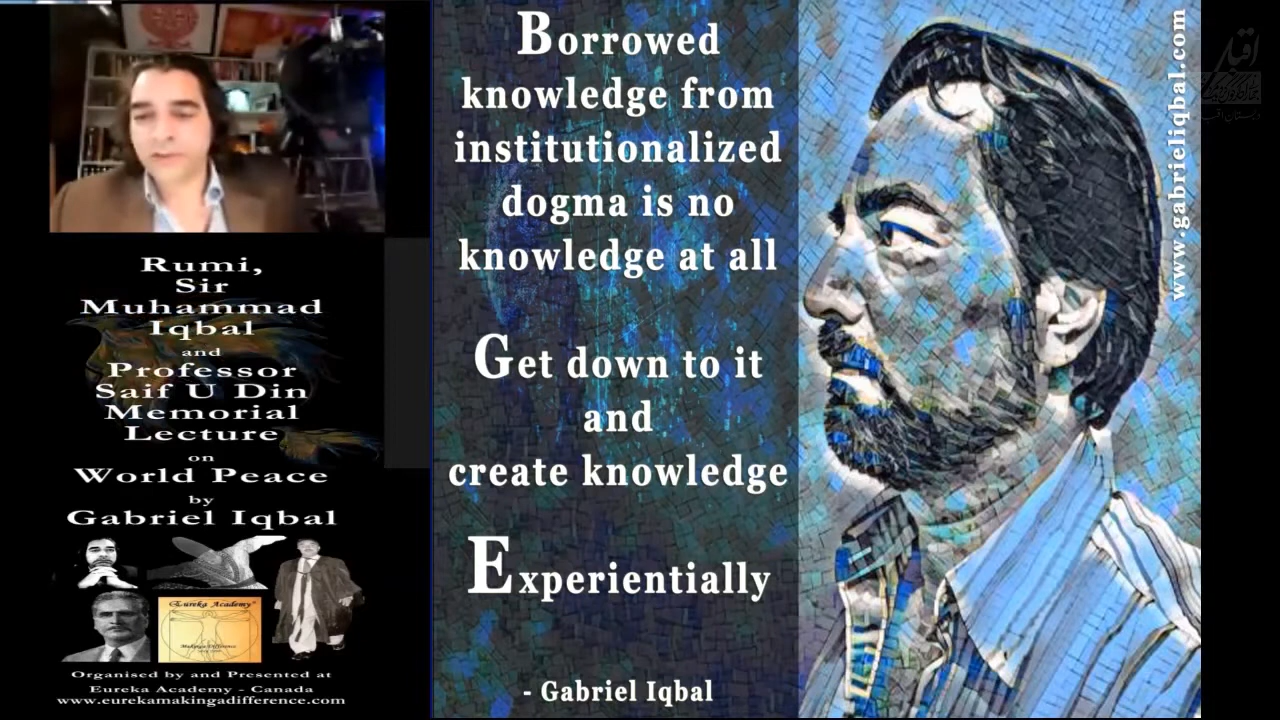 Rumi,
Sir
Muhammad
Iqbal
and
Professor
Saif U Din
Memorial
Lecture
on
World Peace
by
Gabriel Iqbal
Eureka Academy
Organised by and Presented at
Eureka Academy - Canada
www.eurekamakingadifference.com
Borrowed
knowledge from
institutionalized
dogma is no
knowledge at all
Get down to it
and
create knowledge
Experientially
- Gabriel Iqbal
www.gabrieliqbal.com
اقبال